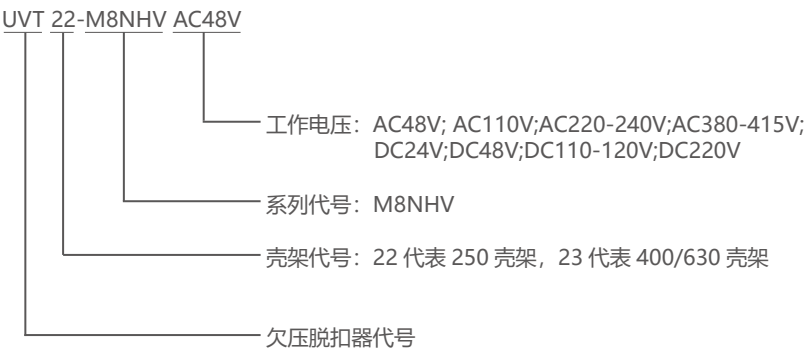 UVT 22-M8NHV AC48V
工作电压：AC48V; AC110V;AC220-240V;AC380-415V;
DC24V;DC48V;DC110-120V;DC220V
系列代号：M8NHV
壳架代号：22 代表 250 壳架，23 代表 400/630 壳架
欠压脱扣器代号